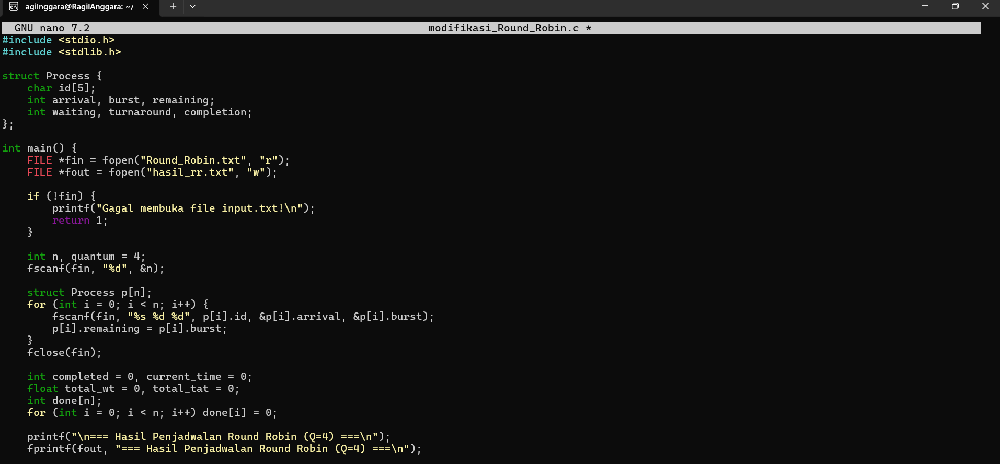 agilnggara@RagilAnggara: ~/
GNU nano 7.2 modifikasi_Round_Robin.c *
#include <stdio.h>
#include <stdlib.h>

struct Process {
    char id[5];
    int arrival, burst, remaining;
    int waiting, turnaround, completion;
};

int main() {
    FILE *fin = fopen("Round_Robin.txt", "r");
    FILE *fout = fopen("hasil_rr.txt", "w");

    if (!fin) {
        printf("Gagal membuka file input.txt!\n");
        return 1;
    }

    int n, quantum = 4;
    fscanf(fin, "%d", &n);

    struct Process p[n];
    for (int i = 0; i < n; i++) {
        fscanf(fin, "%s %d %d", p[i].id, &p[i].arrival, &p[i].burst);
        p[i].remaining = p[i].burst;
    }
    fclose(fin);

    int completed = 0, current_time = 0;
    float total_wt = 0, total_tat = 0;
    int done[n];
    for (int i = 0; i < n; i++) done[i] = 0;

    printf("\n=== Hasil Penjadwalan Round Robin (Q=4) ===\n");
    fprintf(fout, "=== Hasil Penjadwalan Round Robin (Q=4) ===\n");